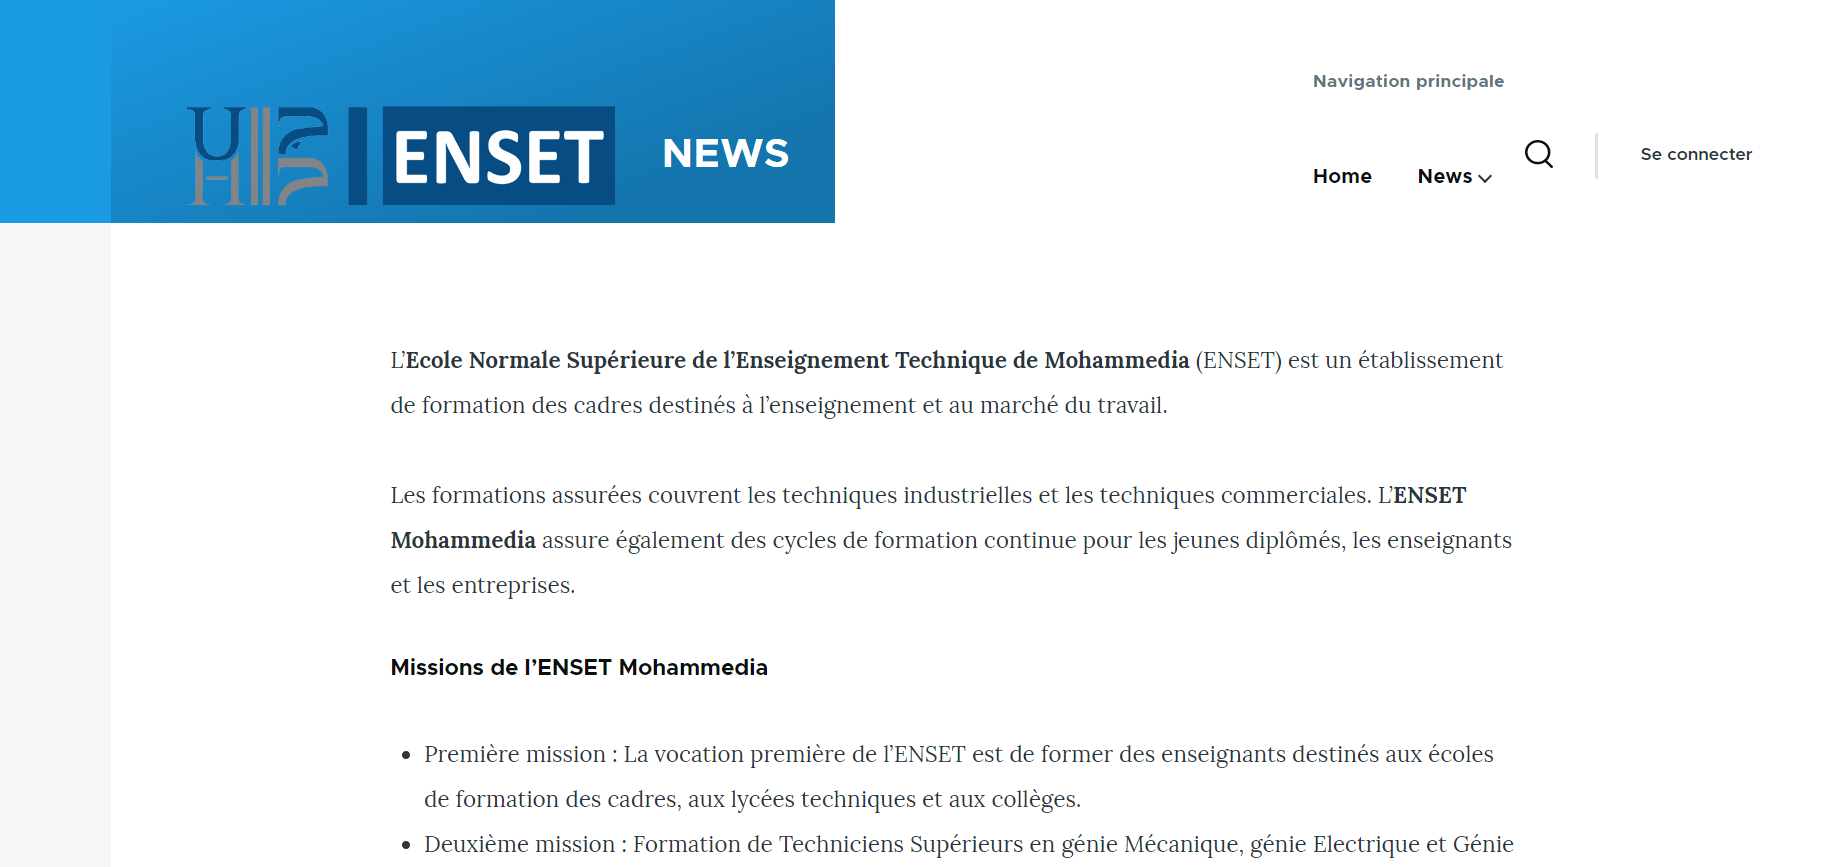 UH2C
ENSET
NEWS
Navigation principale
Home
News
Se connecter
L’Ecole Normale Supérieure de l’Enseignement Technique de Mohammedia (ENSET) est un établissement
de formation des cadres destinés à l’enseignement et au marché du travail.
Les formations assurées couvrent les techniques industrielles et les techniques commerciales. L’ENSET
Mohammedia assure également des cycles de formation continue pour les jeunes diplômés, les enseignants
et les entreprises.
Missions de l’ENSET Mohammedia
• Première mission : La vocation première de l’ENSET est de former des enseignants destinés aux écoles
de formation des cadres, aux lycées techniques et aux collèges.
• Deuxième mission : Formation de Techniciens Supérieurs en génie Mécanique, génie Electrique et Génie